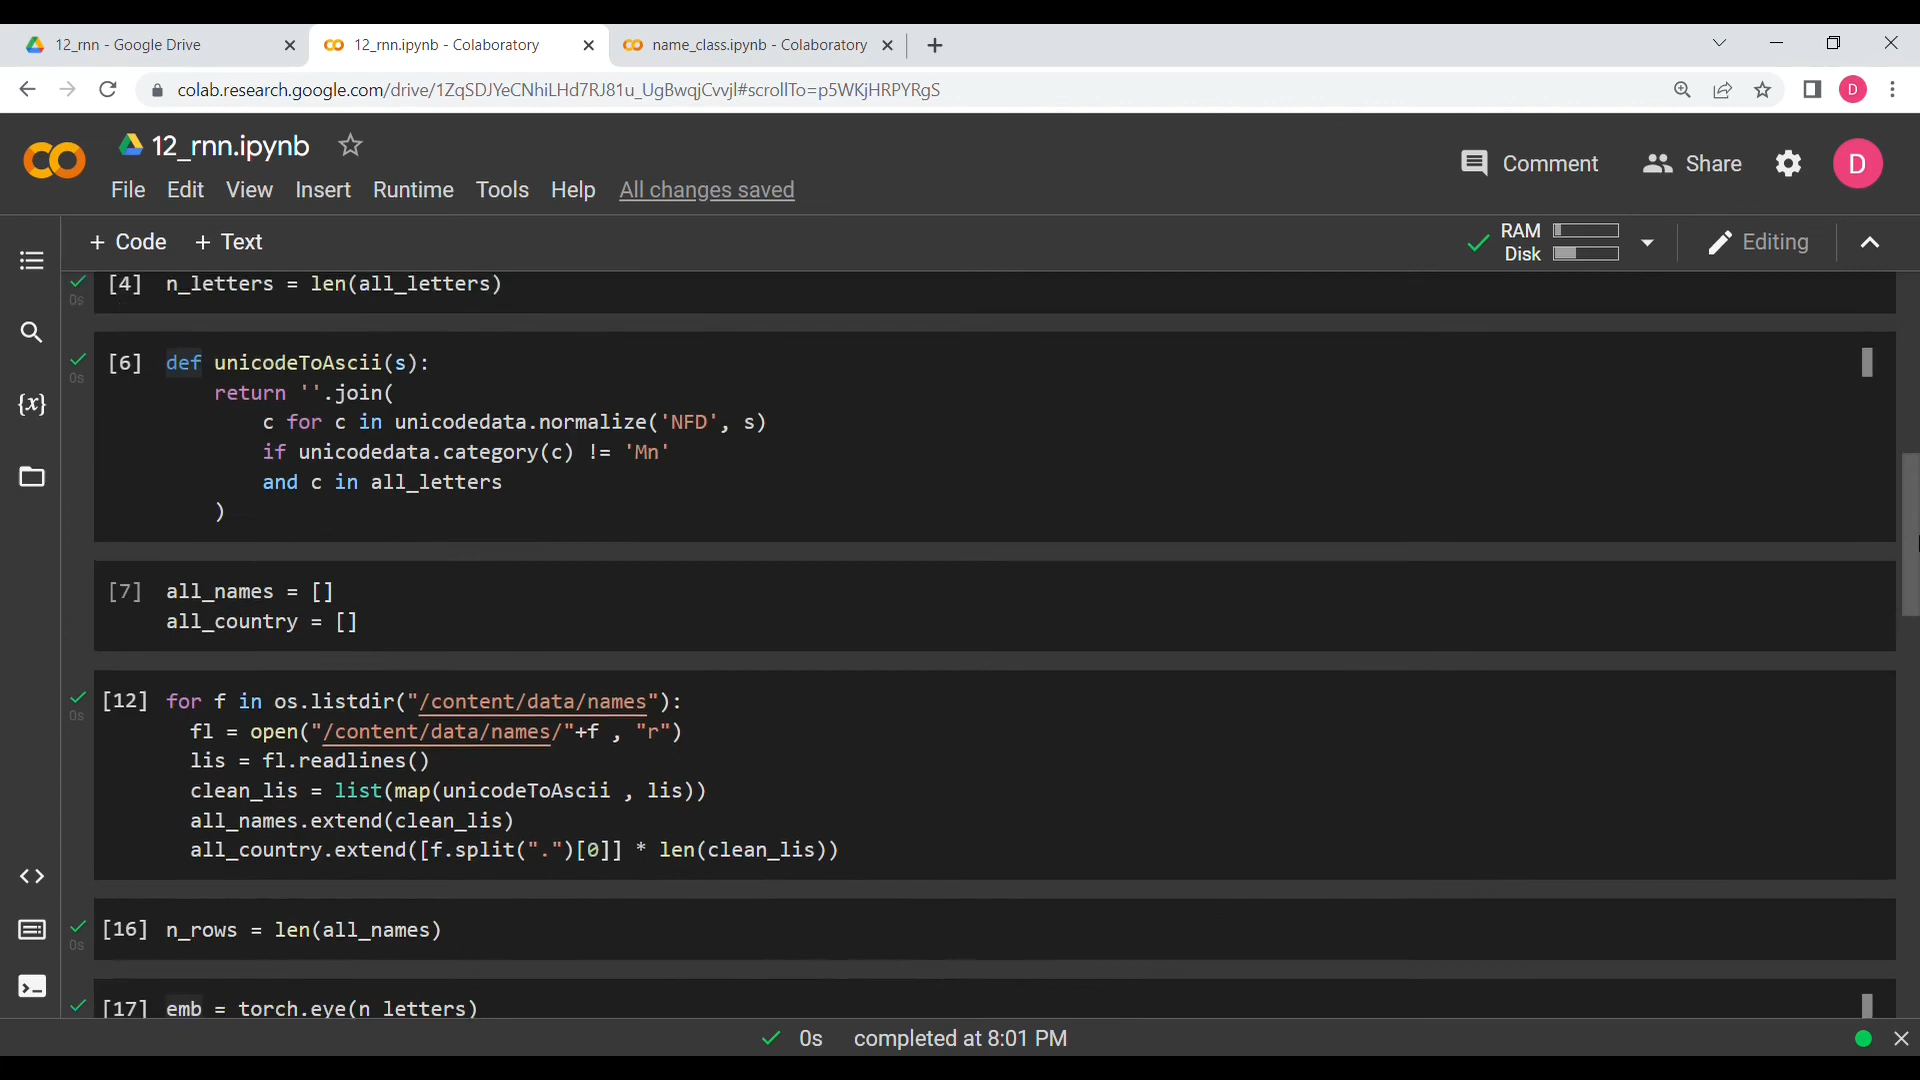 12_rnn - Google Drive
12_rnn.ipynb - Colaboratory
name_class.ipynb - Colaboratory
colab.research.google.com/drive/1ZqSDJYeCNhiLHd7RJ81u_UgBwqjCvvjl#scrollTo=p5WKjHRPYRgS
D
12_rnn.ipynb
Comment
Share
D
File Edit View Insert Runtime Tools Help All changes saved
+ Code + Text
RAM
Disk
Editing
{x}
[4] n_letters = len(all_letters)
0s
[6] def unicodeToAscii(s):
0s
return ''.join(
c for c in unicodedata.normalize('NFD', s)
if unicodedata.category(c) != 'Mn'
and c in all_letters
)
[7] all_names = []
all_country = []
[12] for f in os.listdir("/content/data/names"):
0s
fl = open("/content/data/names/"+f , "r")
lis = fl.readlines()
clean_lis = list(map(unicodeToAscii , lis))
all_names.extend(clean_lis)
all_country.extend([f.split(".")[0]] * len(clean_lis))
[16] n_rows = len(all_names)
0s
[17] emb = torch.eye(n_letters)
0s completed at 8:01 PM